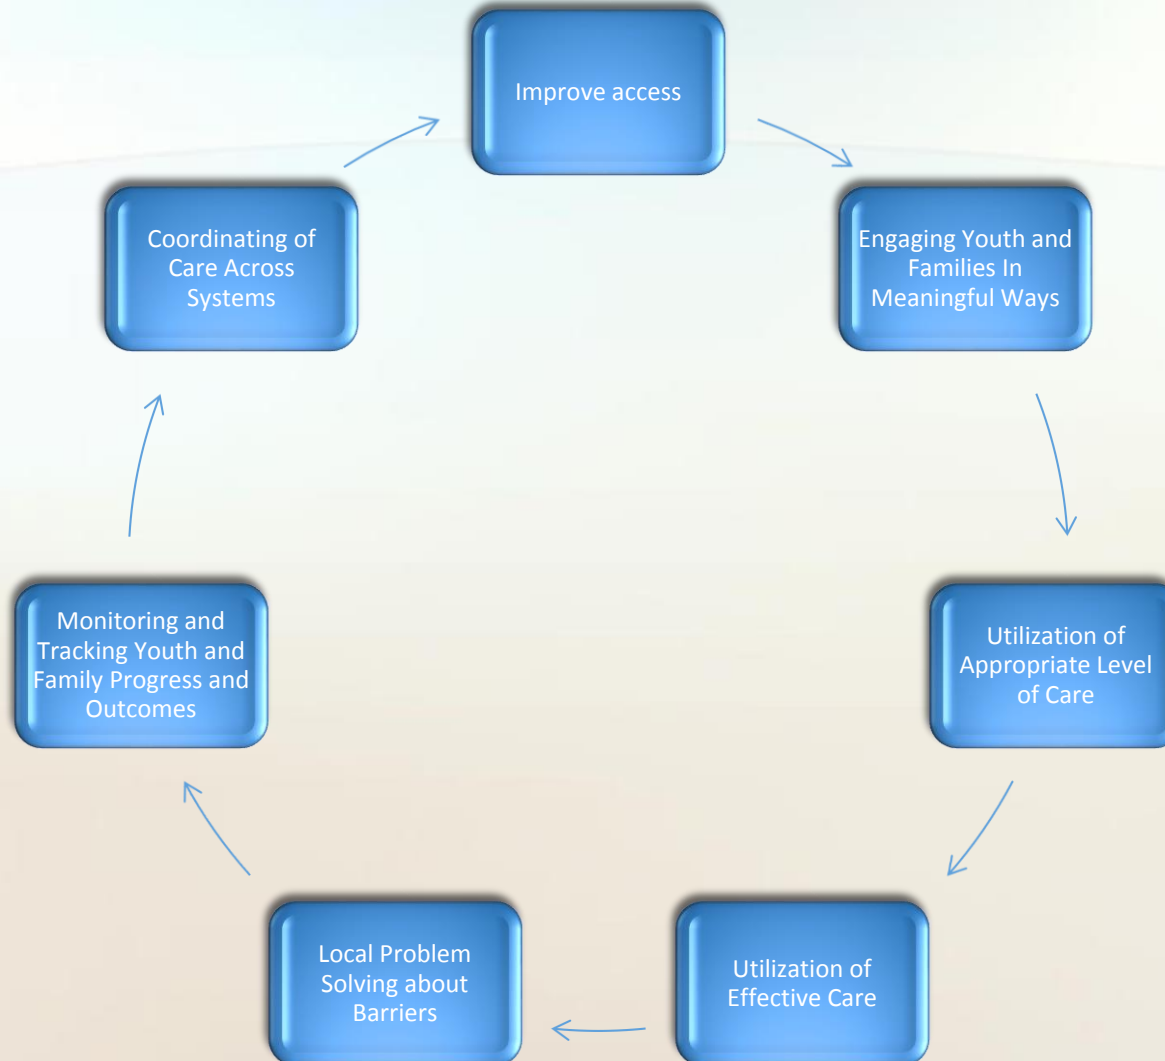 Improve access
Engaging Youth and
Families In
Meaningful Ways
Utilization of
Appropriate Level
of Care
Utilization of
Effective Care
Local Problem
Solving about
Barriers
Monitoring and
Tracking Youth and
Family Progress and
Outcomes
Coordinating of
Care Across
Systems